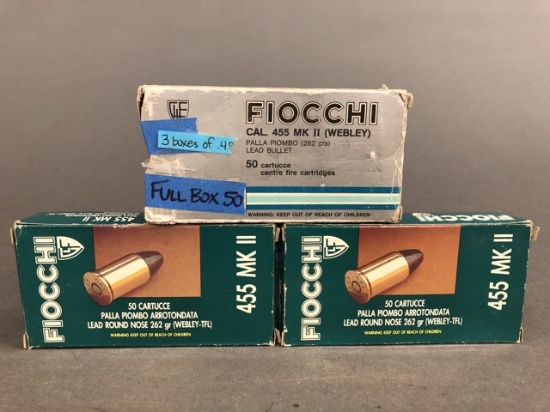 FIOCCHI
CAL. 455 MK II (WEBLEY)
PALLA PIOMBO (262 grs)
LEAD BULLET
50 cartucce
centre fire cartridges
WARNING: KEEP OUT OF REACH OF CHILDREN
3 boxes of .45
FULL BOX 50
FIOCCHI
455 MK II
455 MK II
50 CARTUCCE
PALLA PIOMBO ARROTONDATA
LEAD ROUND NOSE 262 gr (WEBLEY-TFL)
WARNING: KEEP OUT OF REACH OF CHILDREN
FIOCCHI
455 MK II
50 CARTUCCE
PALLA PIOMBO ARROTONDATA
LEAD ROUND NOSE 262 gr (WEBLEY-TFL)
WARNING: KEEP OUT OF REACH OF CHILDREN